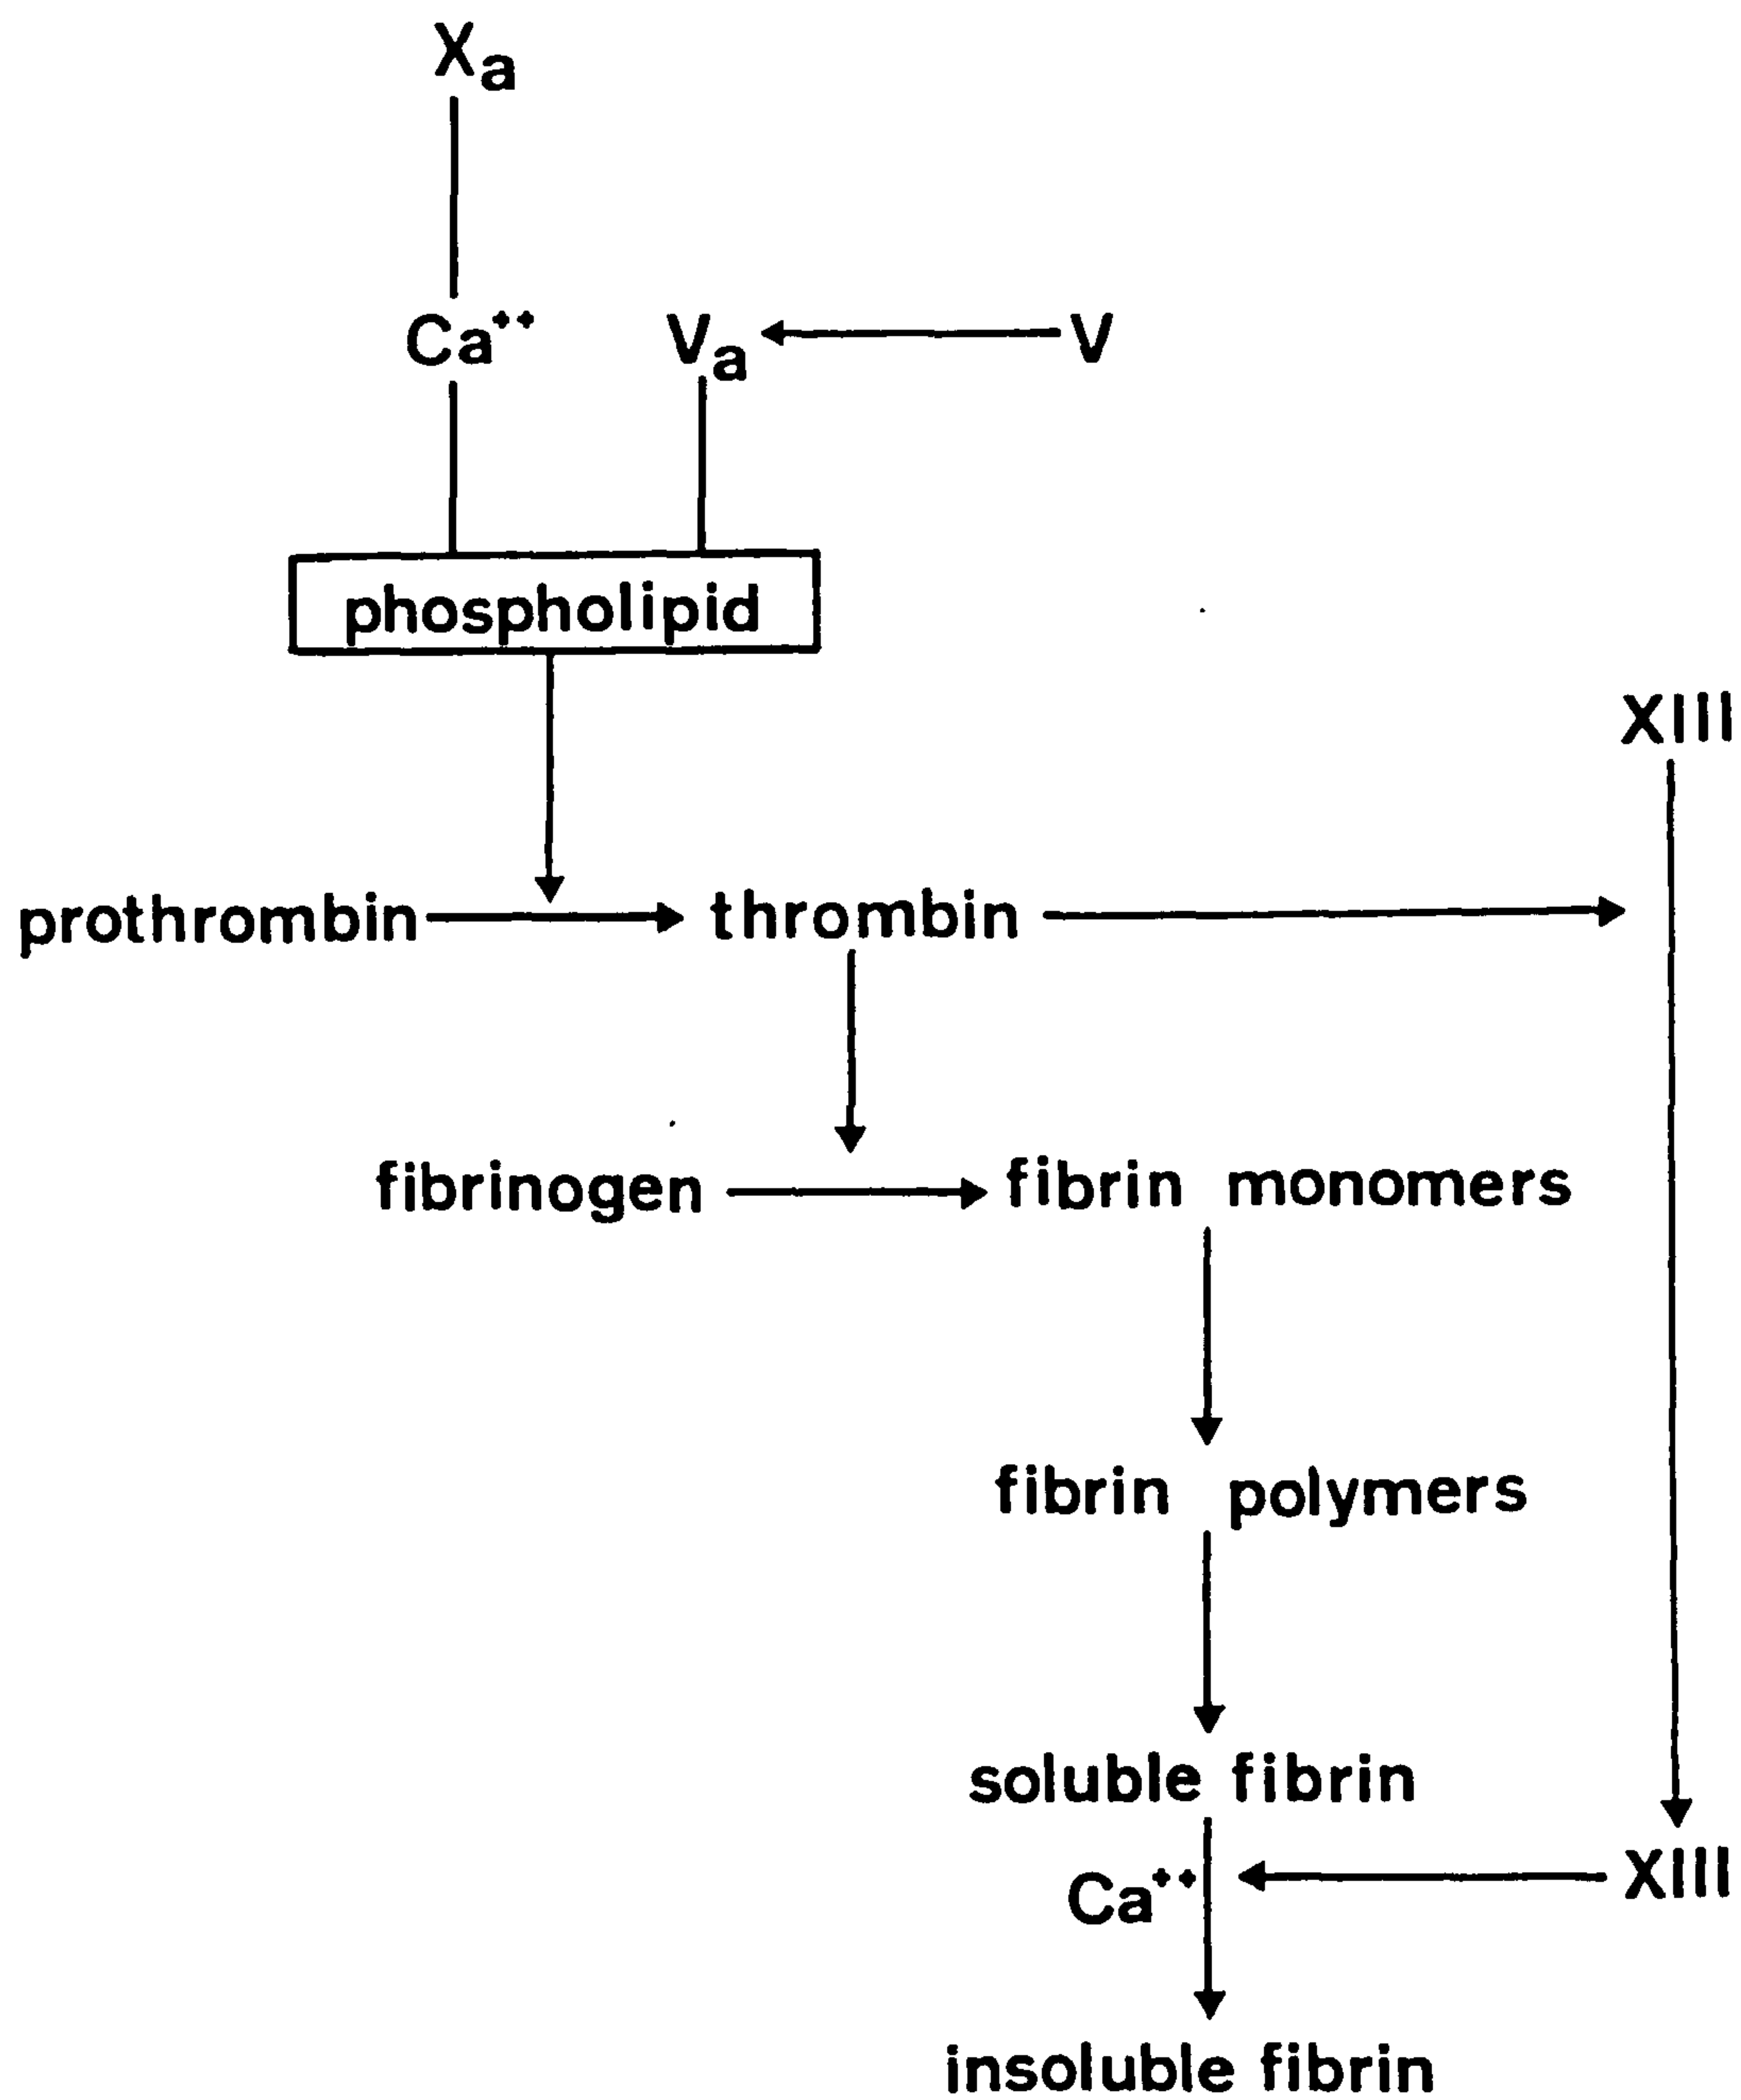 Xa
Ca++ Va V
phospholipid
XIII
prothrombin thrombin
fibrinogen fibrin monomers
fibrin polymers
soluble fibrin
Ca++ XIII
insoluble fibrin